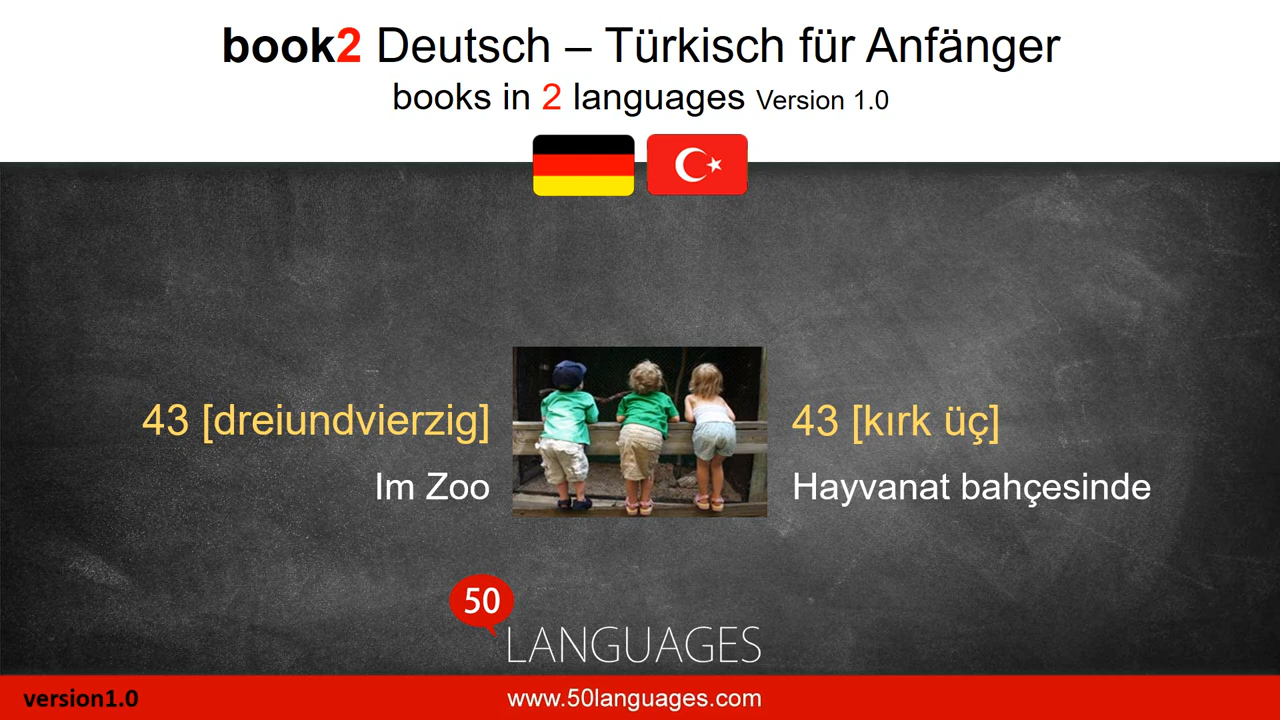 book2 Deutsch – Türkisch für Anfänger
books in 2 languages Version 1.0
43 [dreiundvierzig]
Im Zoo
43 [kırk üç]
Hayvanat bahçesinde
50
LANGUAGES
version1.0
www.50languages.com